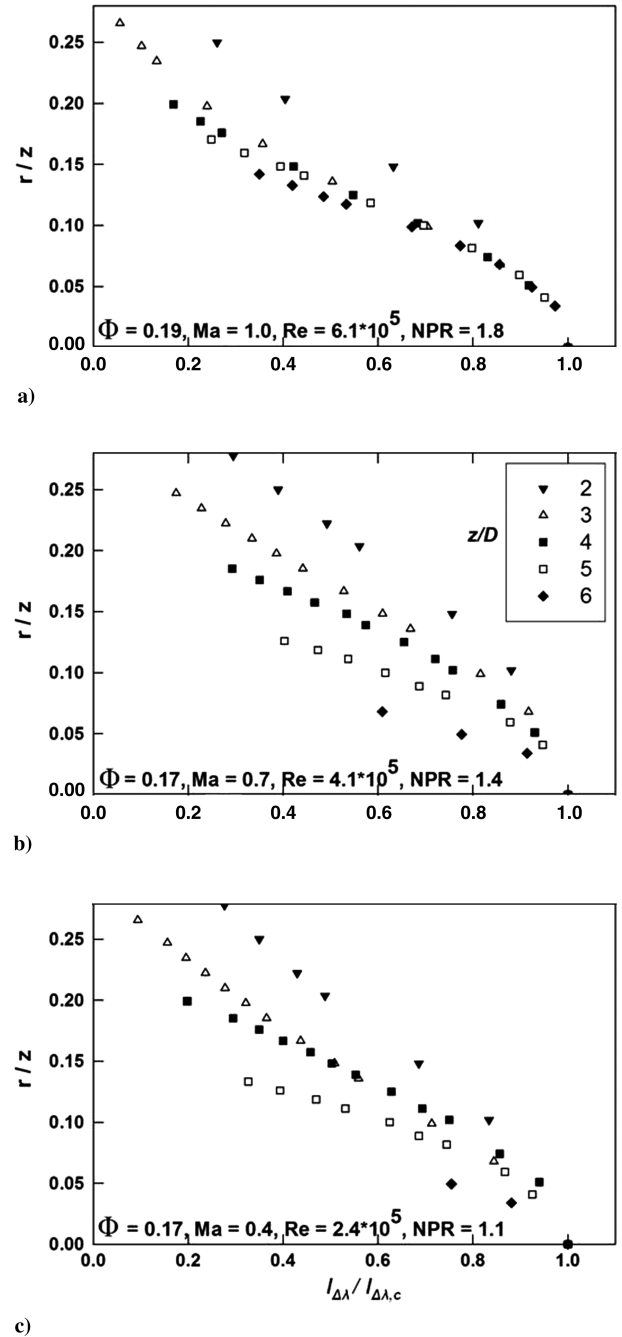 0.25
0.20
0.15
0.10
0.05
0.00
r / z
Φ = 0.19, Ma = 1.0, Re = 6.1*10^5, NPR = 1.8
0.0 0.2 0.4 0.6 0.8 1.0
a)
0.25
0.20
0.15
0.10
0.05
0.00
r / z
z/D
2
3
4
5
6
Φ = 0.17, Ma = 0.7, Re = 4.1*10^5, NPR = 1.4
0.0 0.2 0.4 0.6 0.8 1.0
b)
0.25
0.20
0.15
0.10
0.05
0.00
r / z
Φ = 0.17, Ma = 0.4, Re = 2.4*10^5, NPR = 1.1
0.0 0.2 0.4 0.6 0.8 1.0
I_Δλ / I_Δλ,c
c)